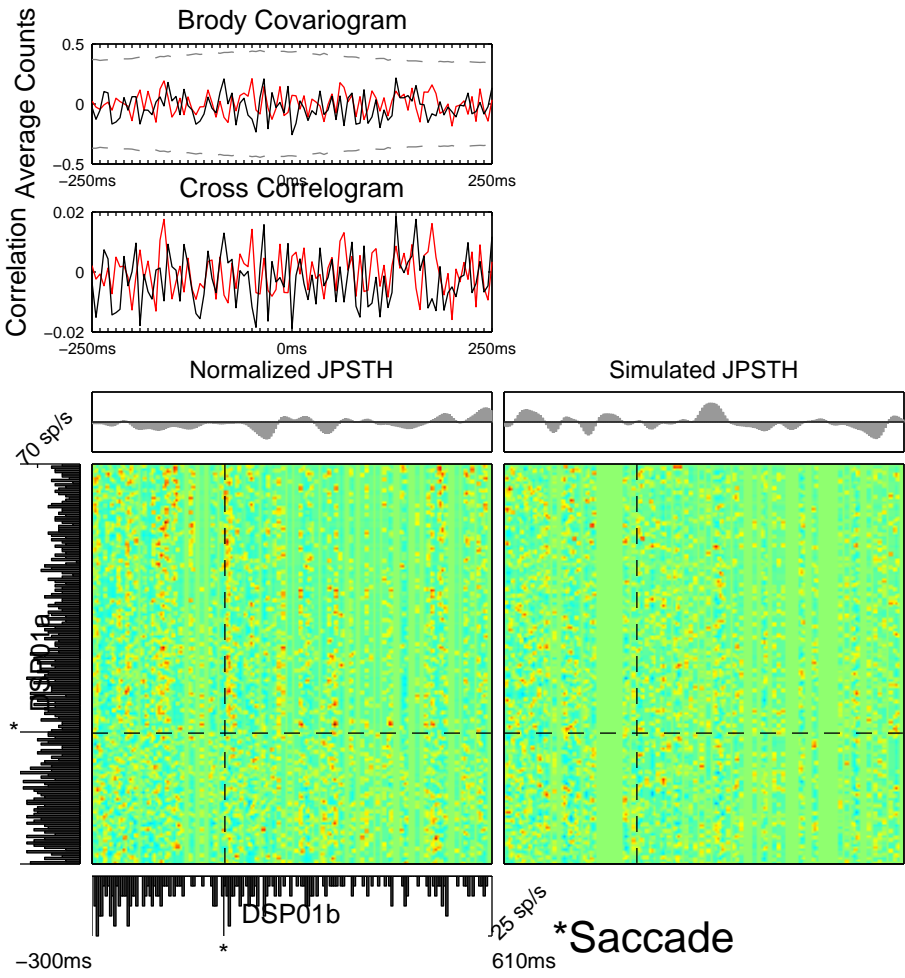 Brody Covariogram
Average Counts
0.5
0
−0.5
−250ms
0ms
250ms
Cross Correlogram
Correlation
0.02
0
−0.02
−250ms
0ms
250ms
Normalized JPSTH
Simulated JPSTH
70 sp/s
*
DSP01b
25 sp/s
*
*Saccade
−300ms
610ms